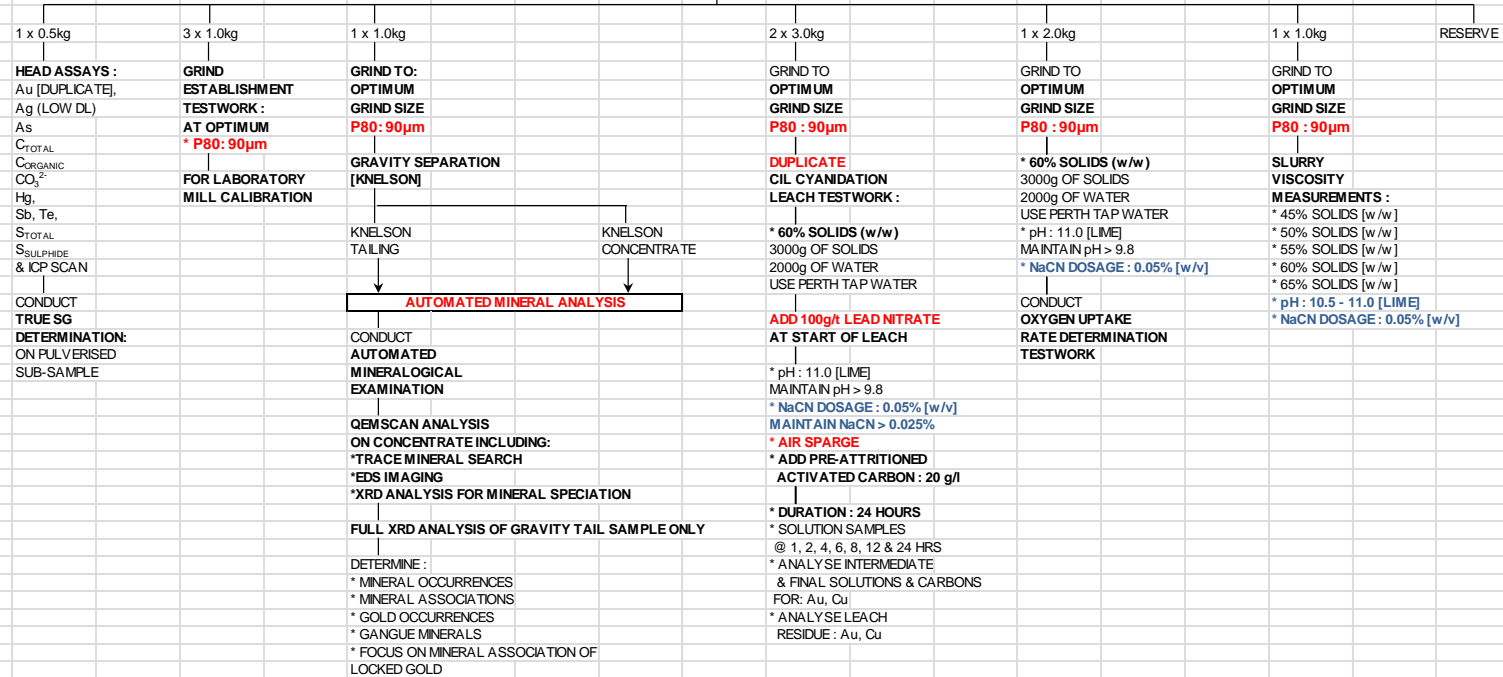 1 x 0.5kg
HEAD ASSAYS :
Au [DUPLICATE],
Ag (LOW DL)
As
CTOTAL
CORGANIC
CO3 2-
Hg,
Sb, Te,
STOTAL
SSULPHIDE
& ICP SCAN
CONDUCT
TRUE SG
DETERMINATION:
ON PULVERISED
SUB-SAMPLE
3 x 1.0kg
GRIND
ESTABLISHMENT
TESTWORK :
AT OPTIMUM
* P80: 90µm
FOR LABORATORY
MILL CALIBRATION
1 x 1.0kg
GRIND TO:
OPTIMUM
GRIND SIZE
P80: 90µm
GRAVITY SEPARATION
[KNELSON]
KNELSON
TAILING
KNELSON
CONCENTRATE
AUTOMATED MINERAL ANALYSIS
CONDUCT
AUTOMATED
MINERALOGICAL
EXAMINATION
QEMSCAN ANALYSIS
ON CONCENTRATE INCLUDING:
*TRACE MINERAL SEARCH
*EDS IMAGING
*XRD ANALYSIS FOR MINERAL SPECIATION
FULL XRD ANALYSIS OF GRAVITY TAIL SAMPLE ONLY
DETERMINE :
* MINERAL OCCURRENCES
* MINERAL ASSOCIATIONS
* GOLD OCCURRENCES
* GANGUE MINERALS
* FOCUS ON MINERAL ASSOCIATION OF
LOCKED GOLD
2 x 3.0kg
GRIND TO
OPTIMUM
GRIND SIZE
P80 : 90µm
DUPLICATE
CIL CYANIDATION
LEACH TESTWORK :
* 60% SOLIDS (w/w)
3000g OF SOLIDS
2000g OF WATER
USE PERTH TAP WATER
ADD 100g/t LEAD NITRATE
AT START OF LEACH
* pH : 11.0 [LIME]
MAINTAIN pH > 9.8
* NaCN DOSAGE : 0.05% [w/v]
MAINTAIN NaCN > 0.025%
* AIR SPARGE
* ADD PRE-ATTRITIONED
ACTIVATED CARBON : 20 g/l
* DURATION : 24 HOURS
* SOLUTION SAMPLES
@ 1, 2, 4, 6, 8, 12 & 24 HRS
* ANALYSE INTERMEDIATE
& FINAL SOLUTIONS & CARBONS
FOR: Au, Cu
* ANALYSE LEACH
RESIDUE : Au, Cu
1 x 2.0kg
GRIND TO
OPTIMUM
GRIND SIZE
P80 : 90µm
* 60% SOLIDS (w/w)
3000g OF SOLIDS
2000g OF WATER
USE PERTH TAP WATER
* pH : 11.0 [LIME]
MAINTAIN pH > 9.8
* NaCN DOSAGE : 0.05% [w/v]
CONDUCT
OXYGEN UPTAKE
RATE DETERMINATION
TESTWORK
1 x 1.0kg
GRIND TO
OPTIMUM
GRIND SIZE
P80 : 90µm
SLURRY
VISCOSITY
MEASUREMENTS :
* 45% SOLIDS [w/w]
* 50% SOLIDS [w/w]
* 55% SOLIDS [w/w]
* 60% SOLIDS [w/w]
* 65% SOLIDS [w/w]
* pH : 10.5 - 11.0 [LIME]
* NaCN DOSAGE : 0.05% [w/v]
RESERVE